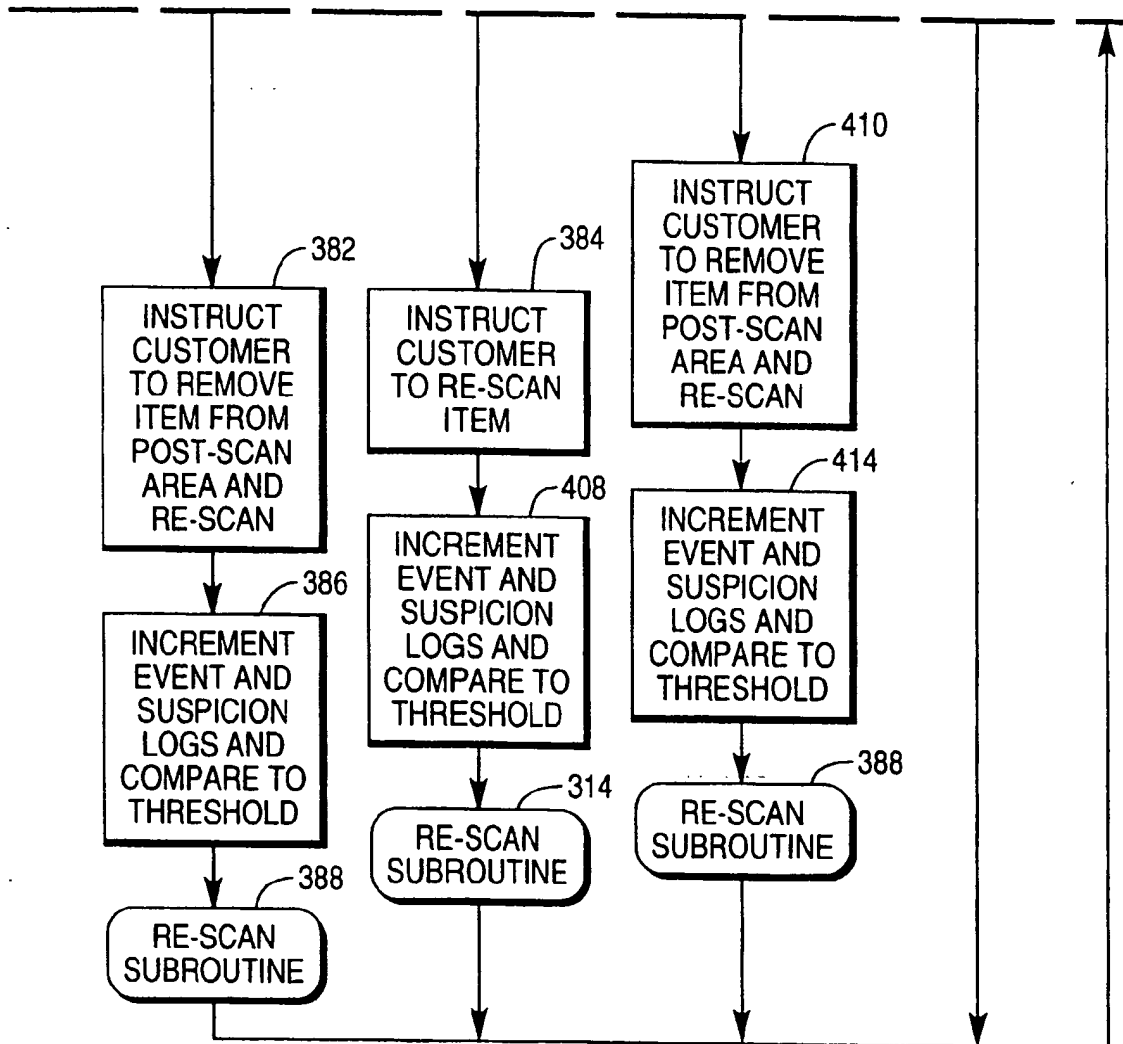 382
INSTRUCT
CUSTOMER
TO REMOVE
ITEM FROM
POST-SCAN
AREA AND
RE-SCAN
386
INCREMENT
EVENT AND
SUSPICION
LOGS AND
COMPARE TO
THRESHOLD
388
RE-SCAN
SUBROUTINE
384
INSTRUCT
CUSTOMER
TO RE-SCAN
ITEM
408
INCREMENT
EVENT AND
SUSPICION
LOGS AND
COMPARE TO
THRESHOLD
314
RE-SCAN
SUBROUTINE
410
INSTRUCT
CUSTOMER
TO REMOVE
ITEM FROM
POST-SCAN
AREA AND
RE-SCAN
414
INCREMENT
EVENT AND
SUSPICION
LOGS AND
COMPARE TO
THRESHOLD
388
RE-SCAN
SUBROUTINE